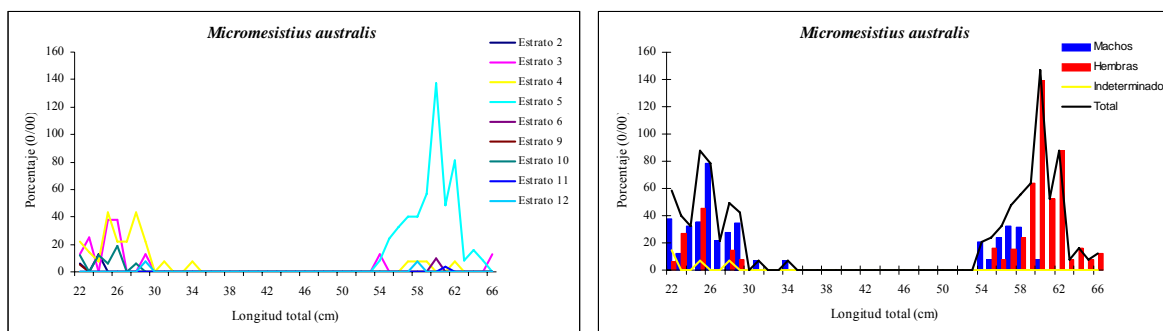 Micromesistius australis
160
140
120
100
80
60
40
20
0
Porcentaje (0/00)
22 26 30 34 38 42 46 50 54 58 62 66
Longitud total (cm)
Estrato 2
Estrato 3
Estrato 4
Estrato 5
Estrato 6
Estrato 9
Estrato 10
Estrato 11
Estrato 12
Micromesistius australis
160
140
120
100
80
60
40
20
0
Porcentaje (0/00)
22 26 30 34 38 42 46 50 54 58 62 66
Longitud total (cm)
Machos
Hembras
Indeterminado
Total